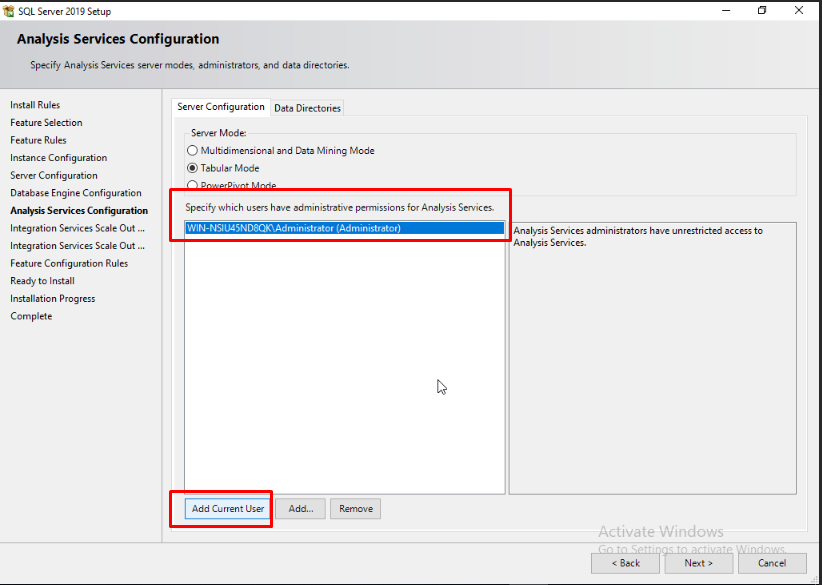 SQL Server 2019 Setup
Analysis Services Configuration
Specify Analysis Services server modes, administrators, and data directories.
Install Rules
Feature Selection
Feature Rules
Instance Configuration
Server Configuration
Database Engine Configuration
Analysis Services Configuration
Integration Services Scale Out ...
Integration Services Scale Out ...
Feature Configuration Rules
Ready to Install
Installation Progress
Complete
Server Configuration Data Directories
Server Mode:
Multidimensional and Data Mining Mode
Tabular Mode
PowerPivot Mode
Specify which users have administrative permissions for Analysis Services.
WIN-NSIU45ND8QK\Administrator (Administrator)
Analysis Services administrators have unrestricted access to
Analysis Services.
Add Current User Add... Remove
Activate Windows
Go to Settings to activate Windows.
< Back Next > Cancel